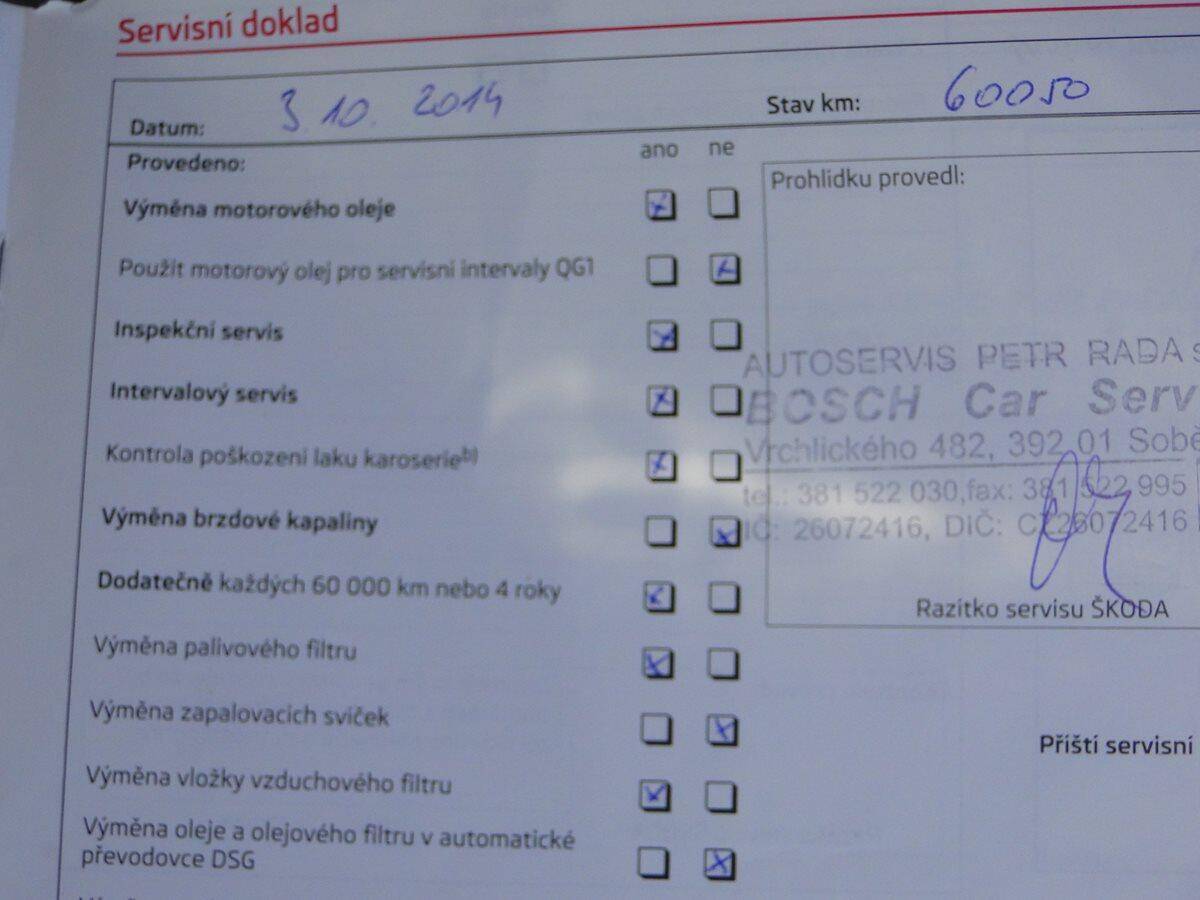 Servisní doklad
Datum: 3 10. 2014
Stav km: 60050
Provedeno:
ano ne
Prohlídku provedl:
Výměna motorového oleje
Použit motorový olej pro servisní intervaly QG1
Inspekční servis
AUTOSERVIS PETR RADA
Intervalový servis
BOSCH Car Serv
Vrchlického 482, 392 01 Sobě
Kontrola poškození laku karoserieb)
tel.: 381 522 030,fax: 381 522 995
Výměna brzdové kapaliny
IČ: 26072416, DIČ: CZ26072416
Dodatečně každých 60 000 km nebo 4 roky
Razítko servisu ŠKODA
Výměna palivového filtru
Výměna zapalovacích svíček
Příští servisní
Výměna vložky vzduchového filtru
Výměna oleje a olejového filtru v automatické
převodovce DSG